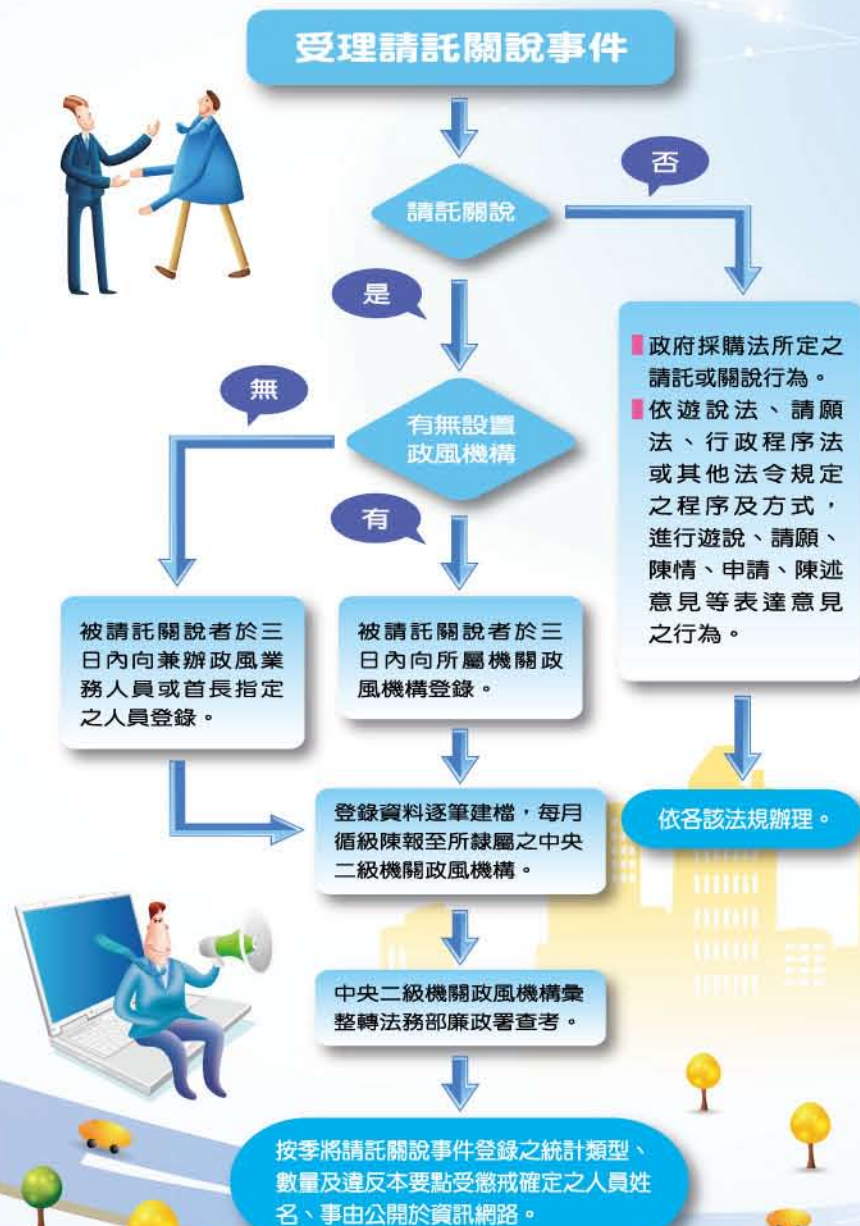 受理請託關說事件
請託關說
否
是
■政府採購法所定之
請託或關說行為。
■依遊說法、請願
法、行政程序法
或其他法令規定
之程序及方式，
進行遊說、請願、
陳情、申請、陳述
意見等表達意見
之行為。
無
有無設置
政風機構
有
被請託關說者於三
日內向兼辦政風業
務人員或首長指定
之人員登錄。
被請託關說者於三
日內向所屬機關政
風機構登錄。
登錄資料逐筆建檔，每月
循級陳報至所隸屬之中央
二級機關政風機構。
依各該法規辦理。
中央二級機關政風機構彙
整轉法務部廉政署查考。
按季將請託關說事件登錄之統計類型、
數量及違反本要點受懲戒確定之人員姓
名、事由公開於資訊網路。